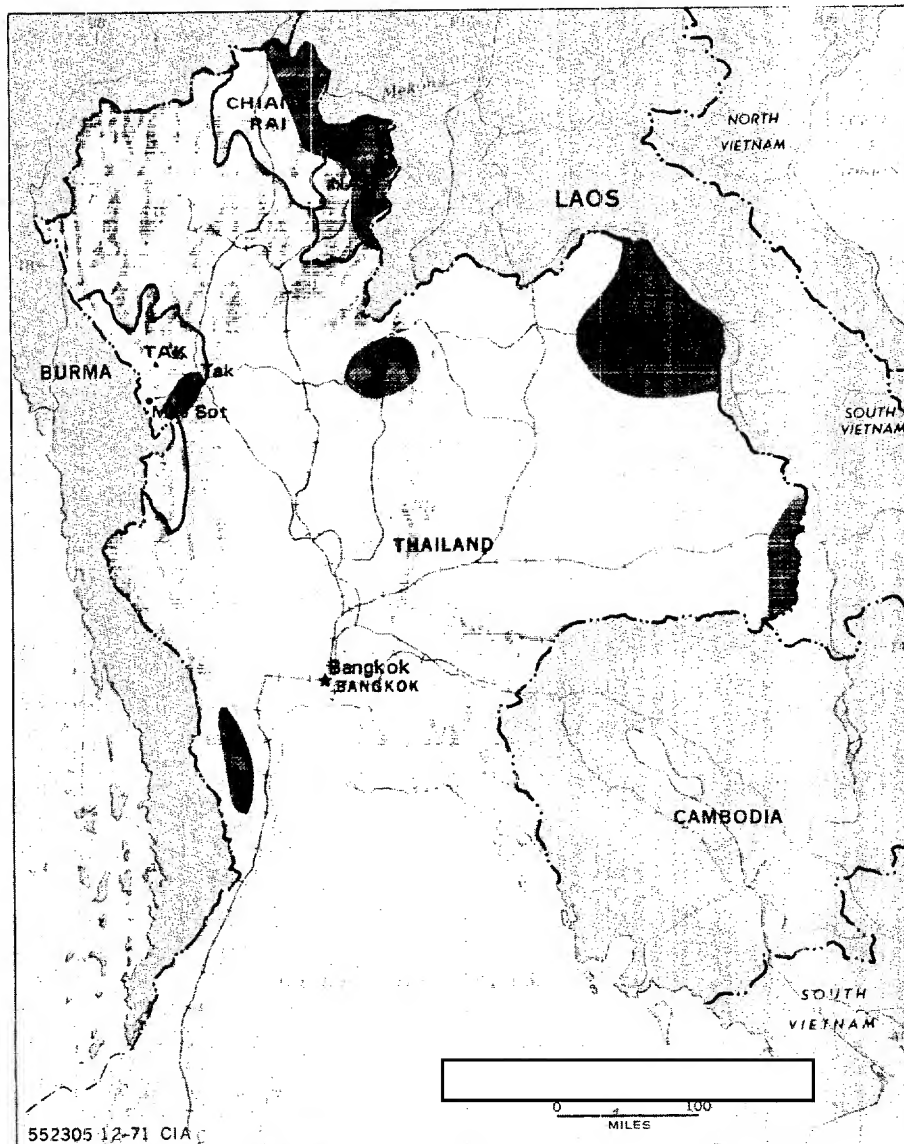 CHIANG
RAI
Mekong
NORTH
VIETNAM
LAOS
BURMA
TAK
Tak
Mae Sot
SOUTH
VIETNAM
THAILAND
Bangkok
BANGKOK
CAMBODIA
SOUTH
VIETNAM
0 100
MILES
552305 12-71 CIA